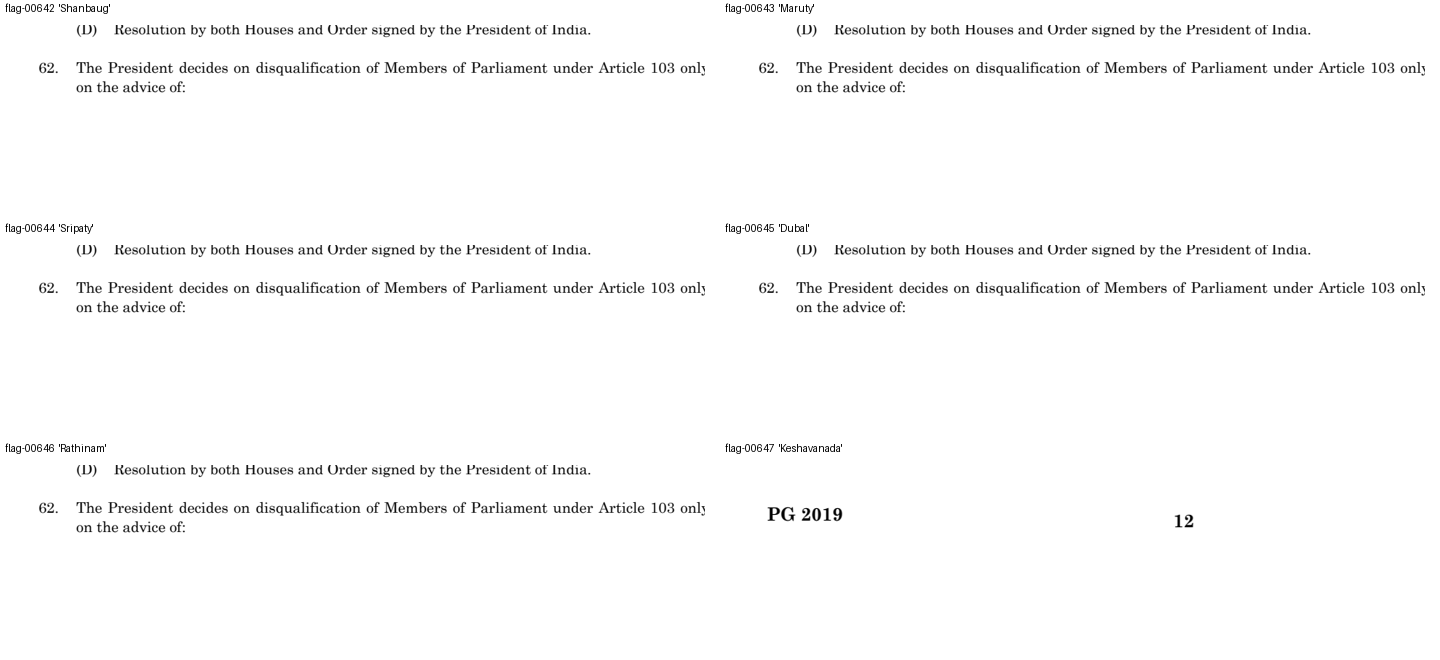 flag-00642 'Shanbaug'
(D) Resolution by both Houses and Order signed by the President of India.
62. The President decides on disqualification of Members of Parliament under Article 103 only
on the advice of:
flag-00643 'Maruty'
(D) Resolution by both Houses and Order signed by the President of India.
62. The President decides on disqualification of Members of Parliament under Article 103 only
on the advice of:
flag-00644 'Sripaty'
(D) Resolution by both Houses and Order signed by the President of India.
62. The President decides on disqualification of Members of Parliament under Article 103 only
on the advice of:
flag-00645 'Dubal'
(D) Resolution by both Houses and Order signed by the President of India.
62. The President decides on disqualification of Members of Parliament under Article 103 only
on the advice of:
flag-00646 'Rathinam'
(D) Resolution by both Houses and Order signed by the President of India.
62. The President decides on disqualification of Members of Parliament under Article 103 only
on the advice of:
flag-00647 'Keshavanada'
PG 2019 12